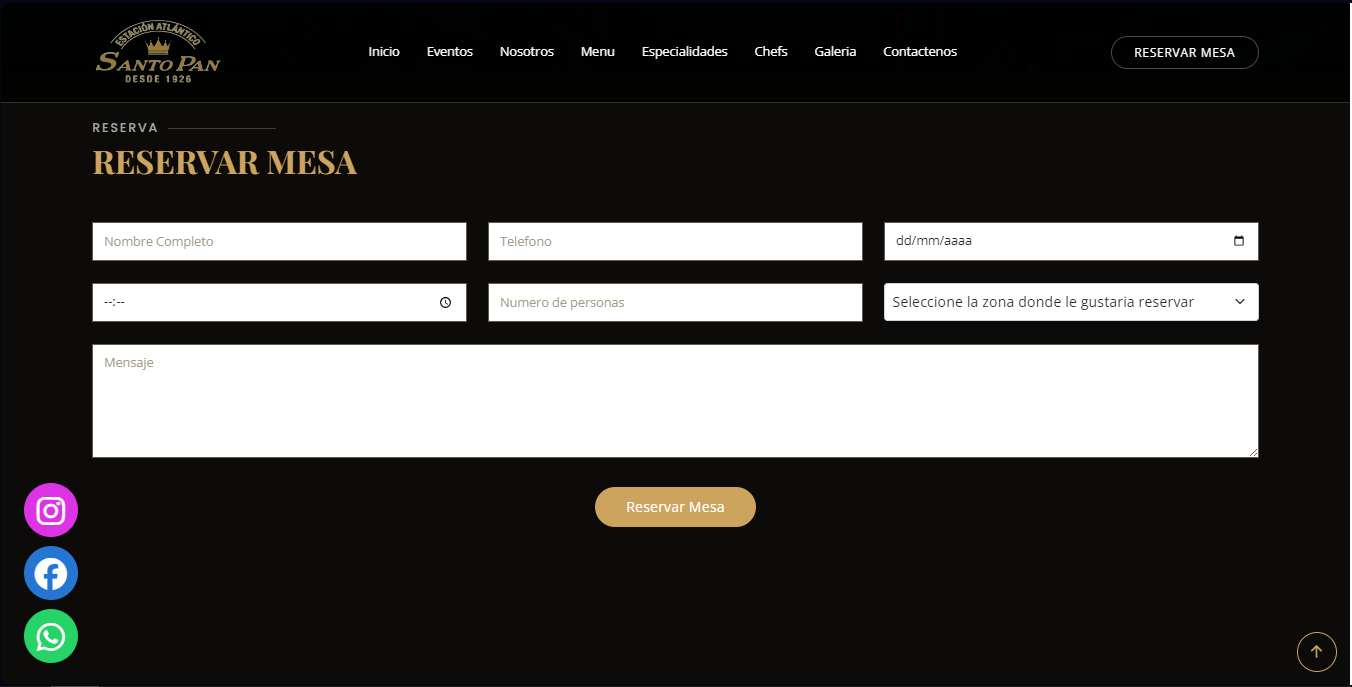 ESTACIÓN ATLÁNTICO
SANTO PAN
DESDE 1926
Inicio Eventos Nosotros Menu Especialidades Chefs Galeria Contactenos
RESERVAR MESA
RESERVA
RESERVAR MESA
Nombre Completo Telefono dd/mm/aaaa
--:-- Numero de personas Seleccione la zona donde le gustaria reservar
Mensaje
Reservar Mesa